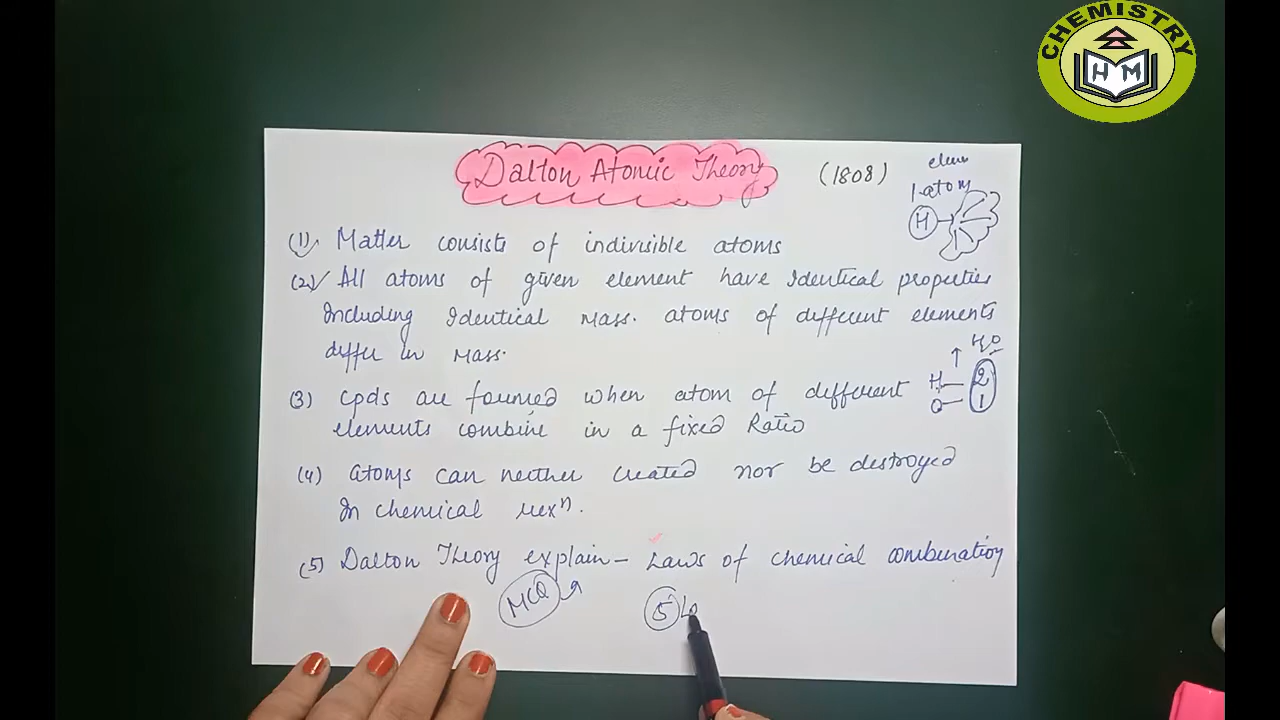 CHEMISTRY
H M
Dalton Atomic Theory (1808)
elem
1 atom
H
(1) Matter consists of indivisible atoms
(2) All atoms of given element have Identical properties
Including Identical Mass. atoms of different elements
differ in Mass.
H2O
H 2
O 1
(3) cpds are formed when atom of different
elements combine in a fixed Ratio
(4) atoms can neither created nor be destroyed
In chemical rexn.
(5) Dalton Theory explain – Laws of chemical combination
MCQ
5 La